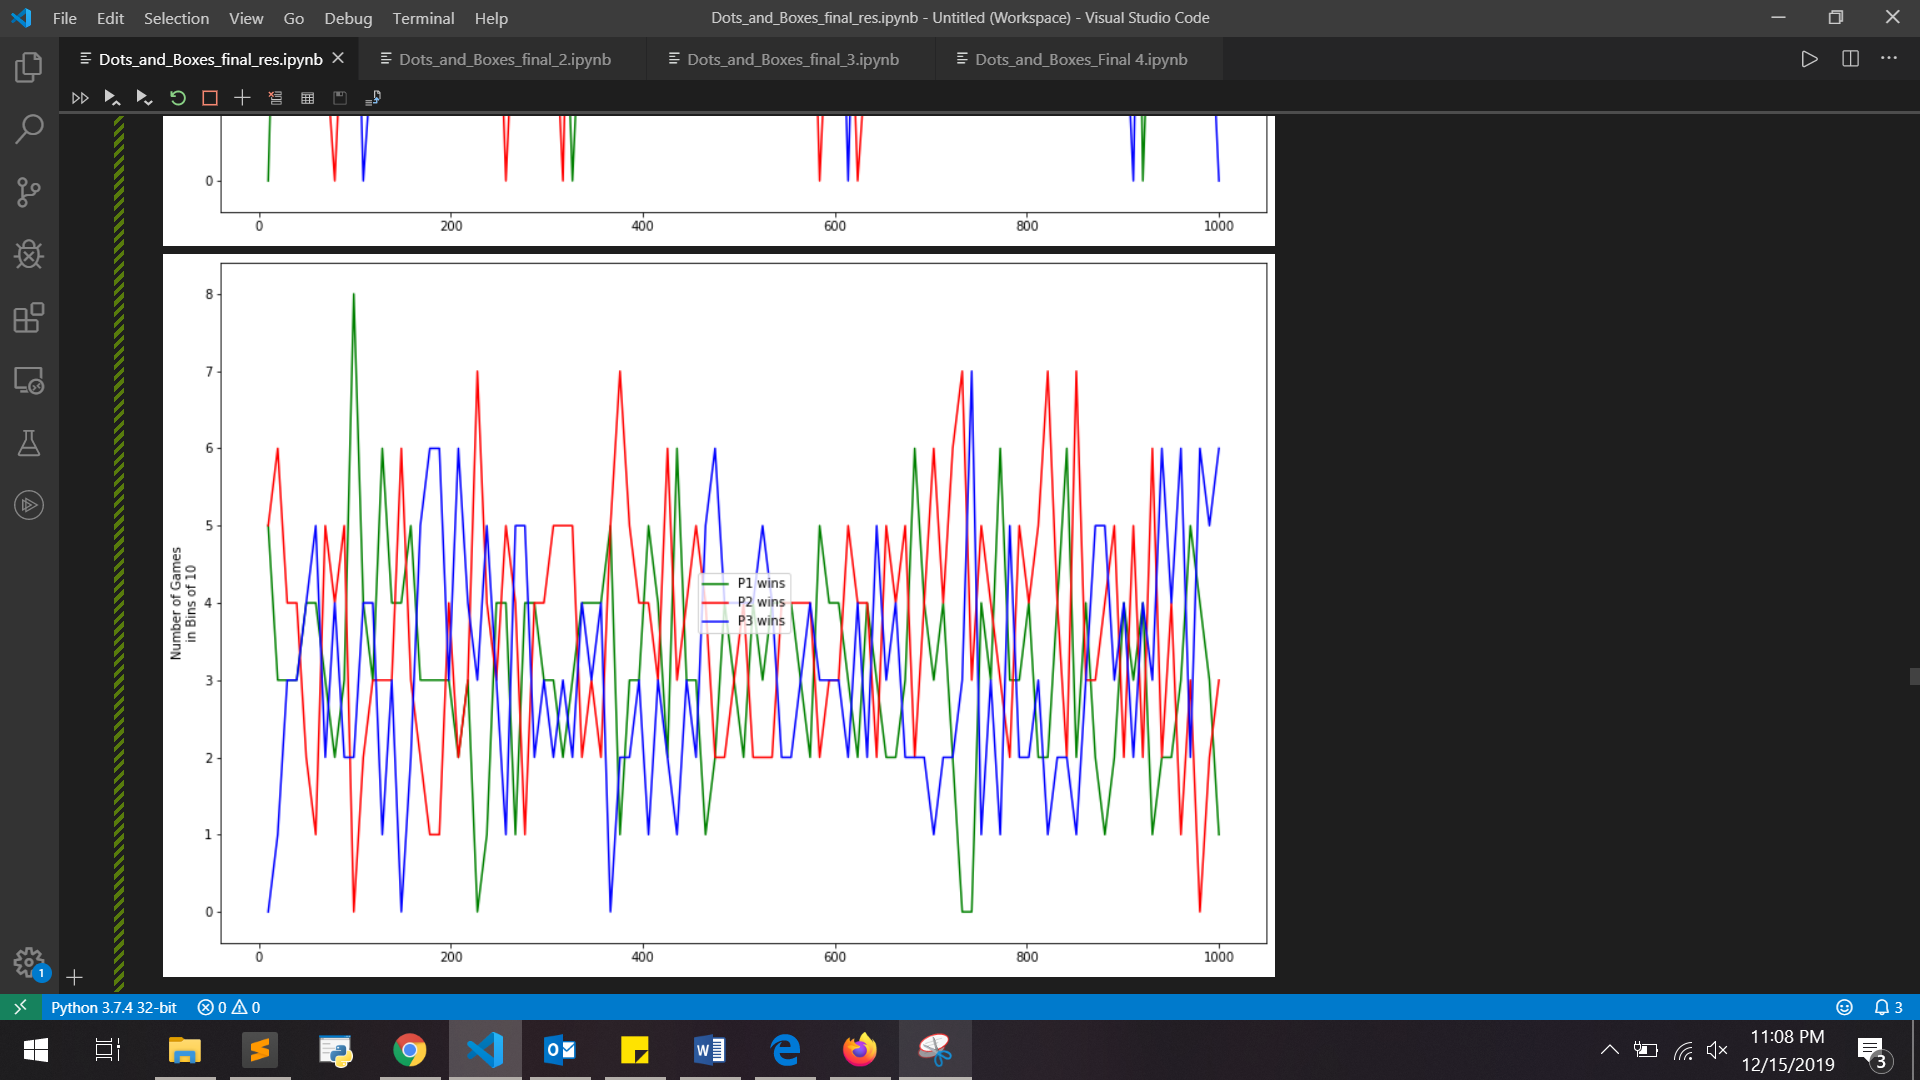 File Edit Selection View Go Debug Terminal Help
Dots_and_Boxes_final_res.ipynb - Untitled (Workspace) - Visual Studio Code
Dots_and_Boxes_final_res.ipynb
Dots_and_Boxes_final_2.ipynb
Dots_and_Boxes_final_3.ipynb
Dots_and_Boxes_Final 4.ipynb
0
0 200 400 600 800 1000
8
7
6
5
4
3
2
1
0
Number of Games
in Bins of 10
P1 wins
P2 wins
P3 wins
0 200 400 600 800 1000
1
Python 3.7.4 32-bit 0 0
3
11:08 PM
12/15/2019
3